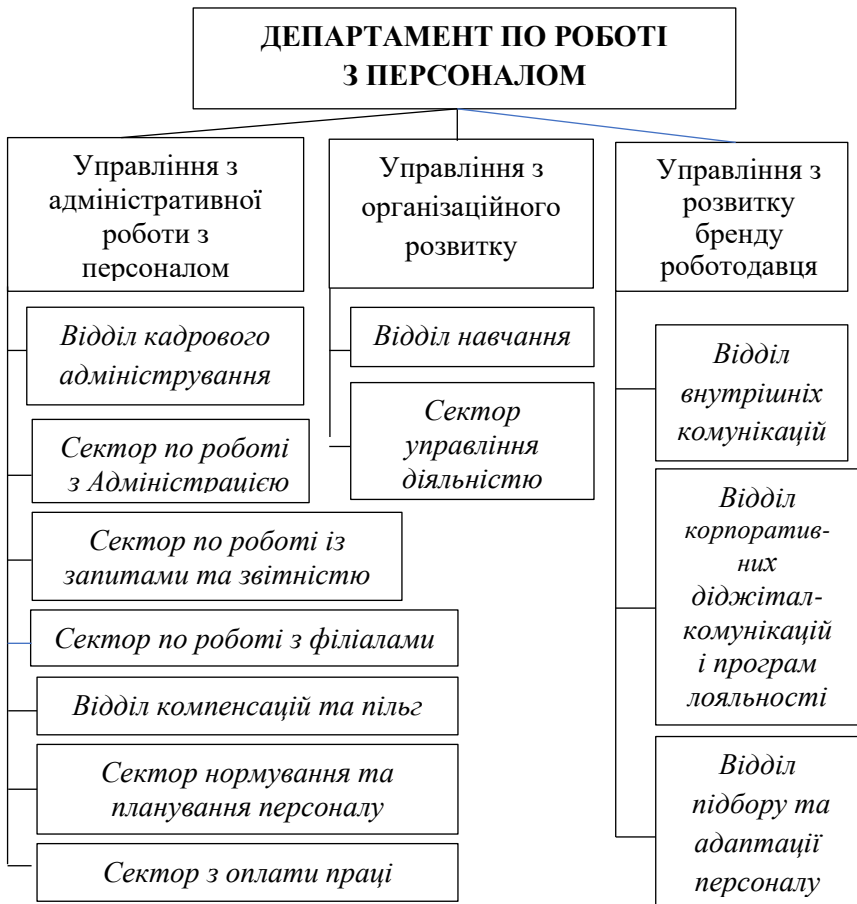 ДЕПАРТАМЕНТ ПО РОБОТІ
З ПЕРСОНАЛОМ
Управління з
адміністративної
роботи з
персоналом
Відділ кадрового
адміністрування
Сектор по роботі
з Адміністрацією
Сектор по роботі із
запитами та звітністю
Сектор по роботі з філіалами
Відділ компенсацій та пільг
Сектор нормування та
планування персоналу
Сектор з оплати праці
Управління з
організаційного
розвитку
Відділ навчання
Сектор
управління
діяльністю
Управління з
розвитку
бренду
роботодавця
Відділ
внутрішніх
комунікацій
Відділ
корпоратив-
них
діджітал-
комунікацій
і програм
лояльності
Відділ
підбору та
адаптації
персоналу